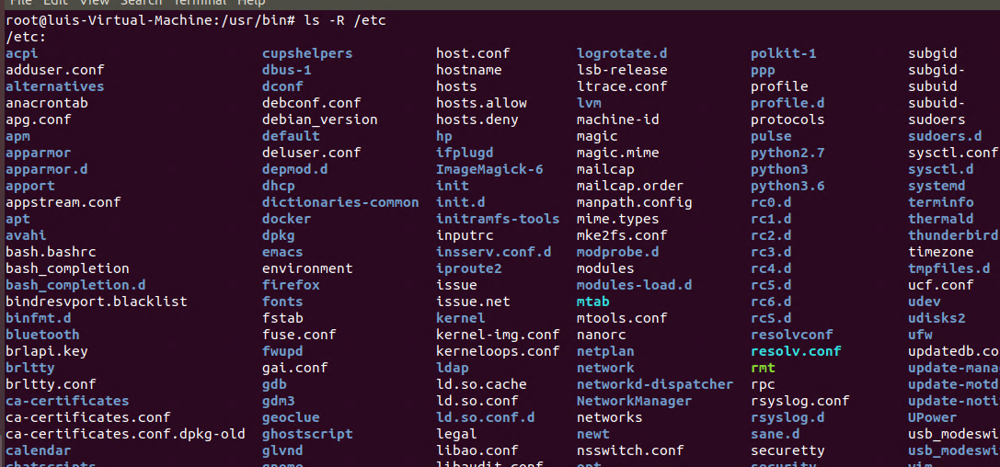 File Edit View Search Terminal Help
root@luis-Virtual-Machine:/usr/bin# ls -R /etc
/etc:
acpi cupshelpers host.conf logrotate.d polkit-1 subgid
adduser.conf dbus-1 hostname lsb-release ppp subgid-
alternatives dconf hosts ltrace.conf profile subuid
anacrontab debconf.conf hosts.allow lvm profile.d subuid-
apg.conf debian_version hosts.deny machine-id protocols sudoers
apm default hp magic pulse sudoers.d
apparmor deluser.conf ifplugd magic.mime python2.7 sysctl.conf
apparmor.d depmod.d ImageMagick-6 mailcap python3 sysctl.d
apport dhcp init mailcap.order python3.6 systemd
appstream.conf dictionaries-common init.d manpath.config rc0.d terminfo
apt docker initramfs-tools mime.types rc1.d thermald
avahi dpkg inputrc mke2fs.conf rc2.d thunderbird
bash.bashrc emacs insserv.conf.d modprobe.d rc3.d timezone
bash_completion environment iproute2 modules rc4.d tmpfiles.d
bash_completion.d firefox issue modules-load.d rc5.d ucf.conf
bindresvport.blacklist fonts issue.net mtab rc6.d udev
binfmt.d fstab kernel mtools.conf rcS.d udisks2
bluetooth fuse.conf kernel-img.conf nanorc resolvconf ufw
brlapi.key fwupd kerneloops.conf netplan resolv.conf updatedb.co
brltty gai.conf ldap network rmt update-mana
brltty.conf gdb ld.so.cache networkd-dispatcher rpc update-motd
ca-certificates gdm3 ld.so.conf NetworkManager rsyslog.conf update-noti
ca-certificates.conf geoclue ld.so.conf.d networks rsyslog.d UPower
ca-certificates.conf.dpkg-old ghostscript legal newt sane.d usb_modeswi
calendar glvnd libao.conf nsswitch.conf securetty usb_modeswi
chatscripts gnome libaudit.conf opt security vim